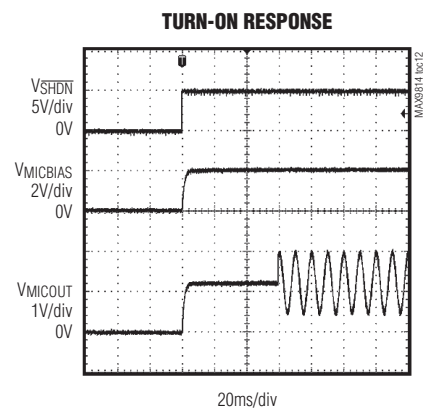 TURN-ON RESPONSE
VSHDN
5V/div
0V
VMICBIAS
2V/div
0V
VMICOUT
1V/div
0V
20ms/div
MAX9814 toc12